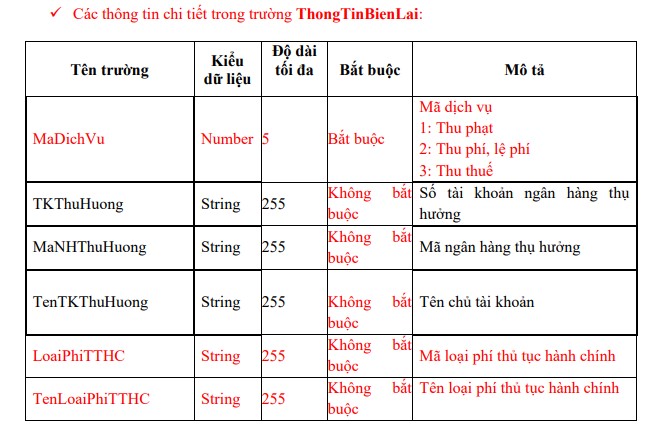 ✓ Các thông tin chi tiết trong trường ThongTinBienLai:
Tên trường
Kiểu
dữ liệu
Độ dài
tối đa
Bắt buộc
Mô tả
MaDichVu
Number
5
Bắt buộc
Mã dịch vụ
1: Thu phạt
2: Thu phí, lệ phí
3: Thu thuế
TKThuHuong
String
255
Không bắt
buộc
Số tài khoản ngân hàng thụ
hưởng
MaNHThuHuong
String
255
Không bắt
buộc
Mã ngân hàng thụ hưởng
TenTKThuHuong
String
255
Không bắt
buộc
Tên chủ tài khoản
LoaiPhiTTHC
String
255
Không bắt
buộc
Mã loại phí thủ tục hành chính
TenLoaiPhiTTHC
String
255
Không bắt
buộc
Tên loại phí thủ tục hành chính